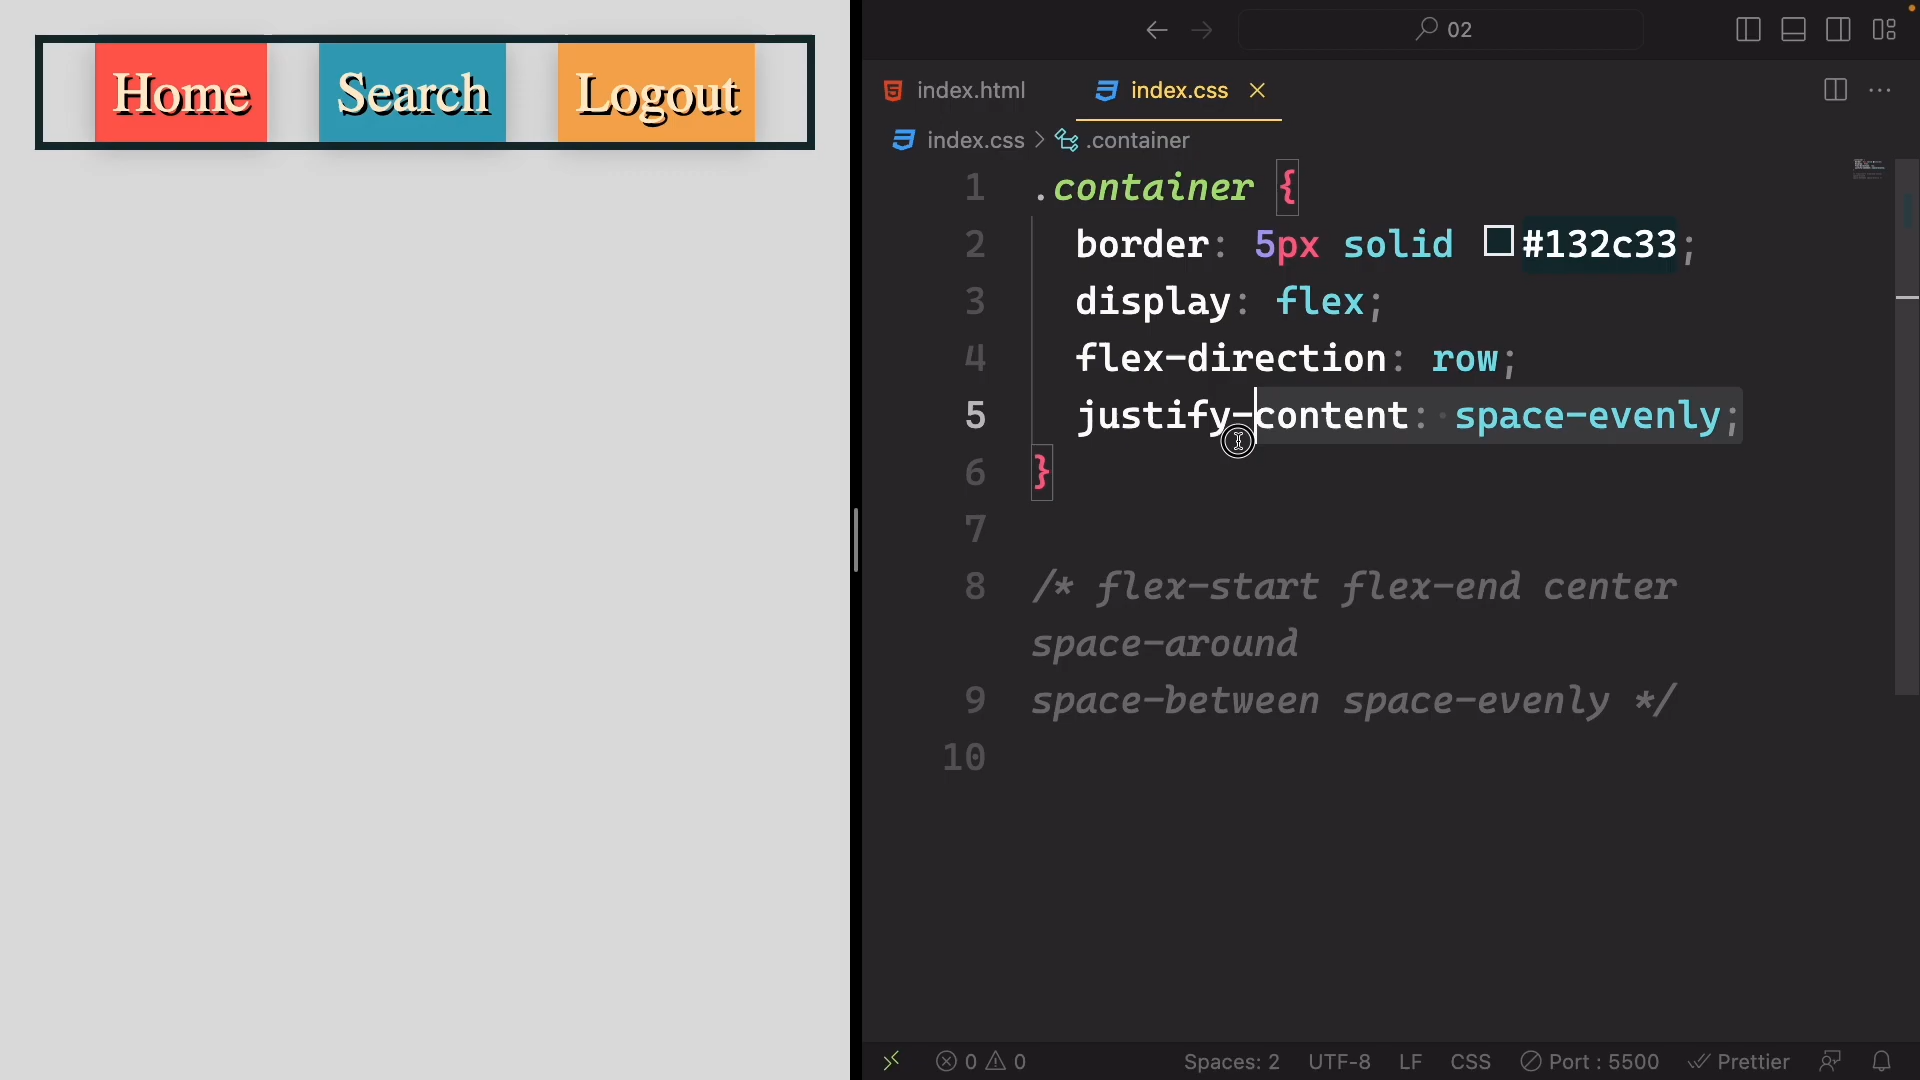 Home Search Logout
02
index.html index.css
index.css .container
1 .container {
2 border: 5px solid #132c33;
3 display: flex;
4 flex-direction: row;
5 justify-content: space-evenly;
6 }
7
8 /* flex-start flex-end center
space-around
9 space-between space-evenly */
10
0 0 Spaces: 2 UTF-8 LF CSS Port : 5500 Prettier